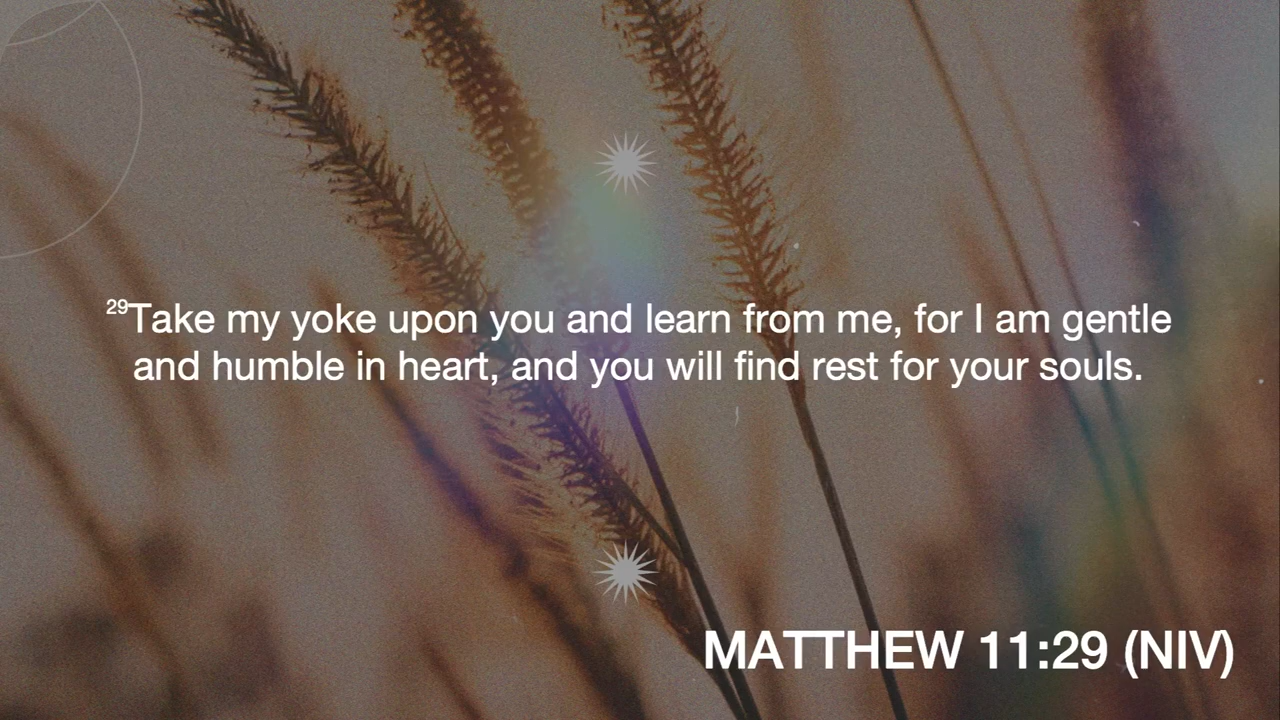 29Take my yoke upon you and learn from me, for I am gentle
and humble in heart, and you will find rest for your souls.
MATTHEW 11:29 (NIV)